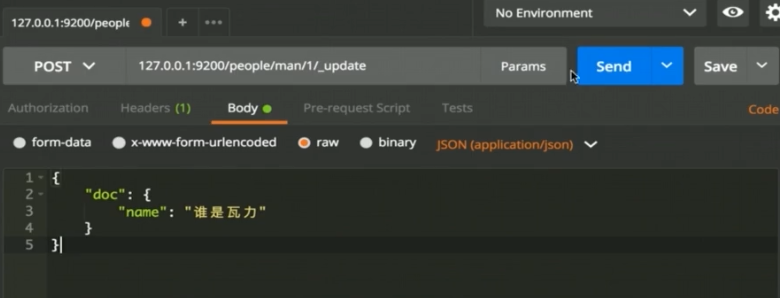 No Environment
127.0.0.1:9200/people
+
•••
POST
127.0.0.1:9200/people/man/1/_update
Params
Send
Save
Authorization
Headers (1)
Body
Pre-request Script
Tests
Code
form-data
x-www-form-urlencoded
raw
binary
JSON (application/json)
1 {
2 "doc": {
3 "name": "谁是瓦力"
4 }
5 }